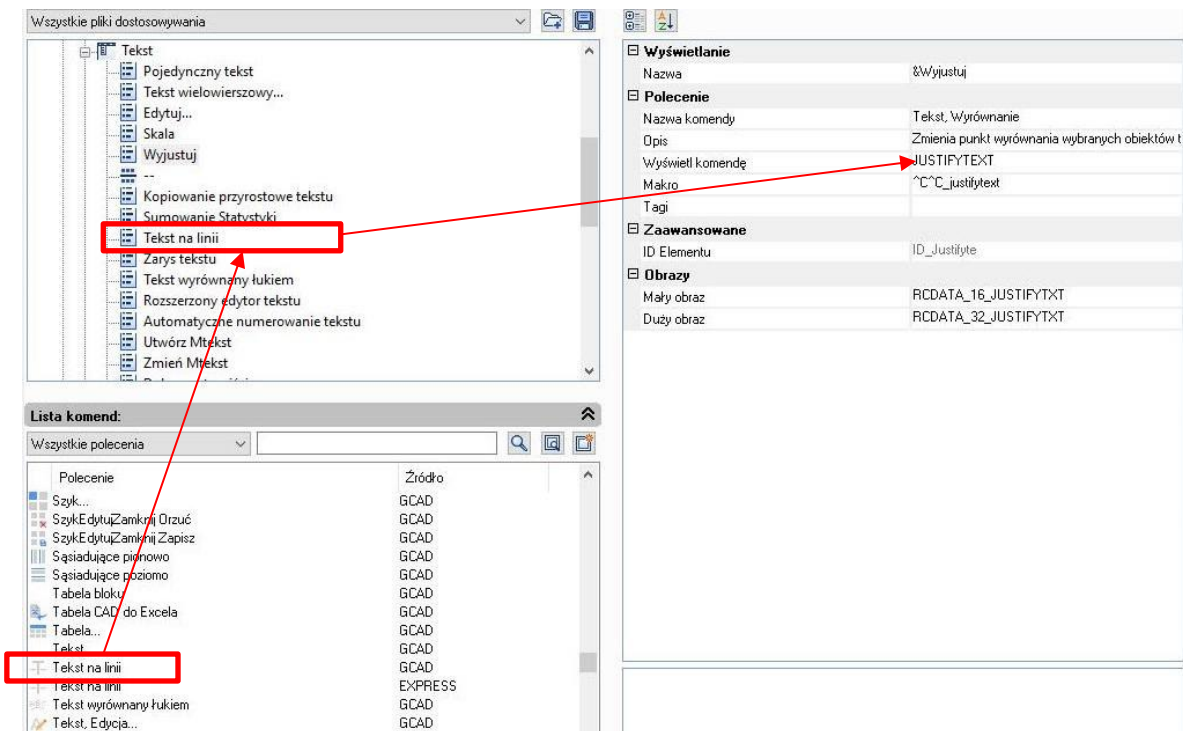 Wszystkie pliki dostosowywania
Tekst
Pojedynczy tekst
Tekst wielowierszowy...
Edytuj...
Skala
Wyjustuj
--
Kopiowanie przyrostowe tekstu
Sumowanie Statystyki
Tekst na linii
Zarys tekstu
Tekst wyrównany łukiem
Rozszerzony edytor tekstu
Automatyczne numerowanie tekstu
Utwórz Mtekst
Zmień Mtekst
Lista komend:
Wszystkie polecenia
Polecenie Źródło
Szyk... GCAD
SzykEdytujZamknij Orzuć GCAD
SzykEdytujZamknij Zapisz GCAD
Sąsiadujące pionowo GCAD
Sąsiadujące poziomo GCAD
Tabela bloku GCAD
Tabela CAD do Excela GCAD
Tabela... GCAD
Tekst GCAD
Tekst na linii GCAD
Tekst na linii EXPRESS
Tekst wyrównany łukiem GCAD
Tekst, Edycja... GCAD
Wyświetlanie
Nazwa &Wyjustuj
Polecenie
Nazwa komendy Tekst, Wyrównanie
Opis Zmienia punkt wyrównania wybranych obiektów t
Wyświetl komendę JUSTIFYTEXT
Makro ^C^C_justifytext
Tagi
Zaawansowane
ID Elementu ID_Justifyte
Obrazy
Mały obraz RCDATA_16_JUSTIFYTXT
Duży obraz RCDATA_32_JUSTIFYTXT